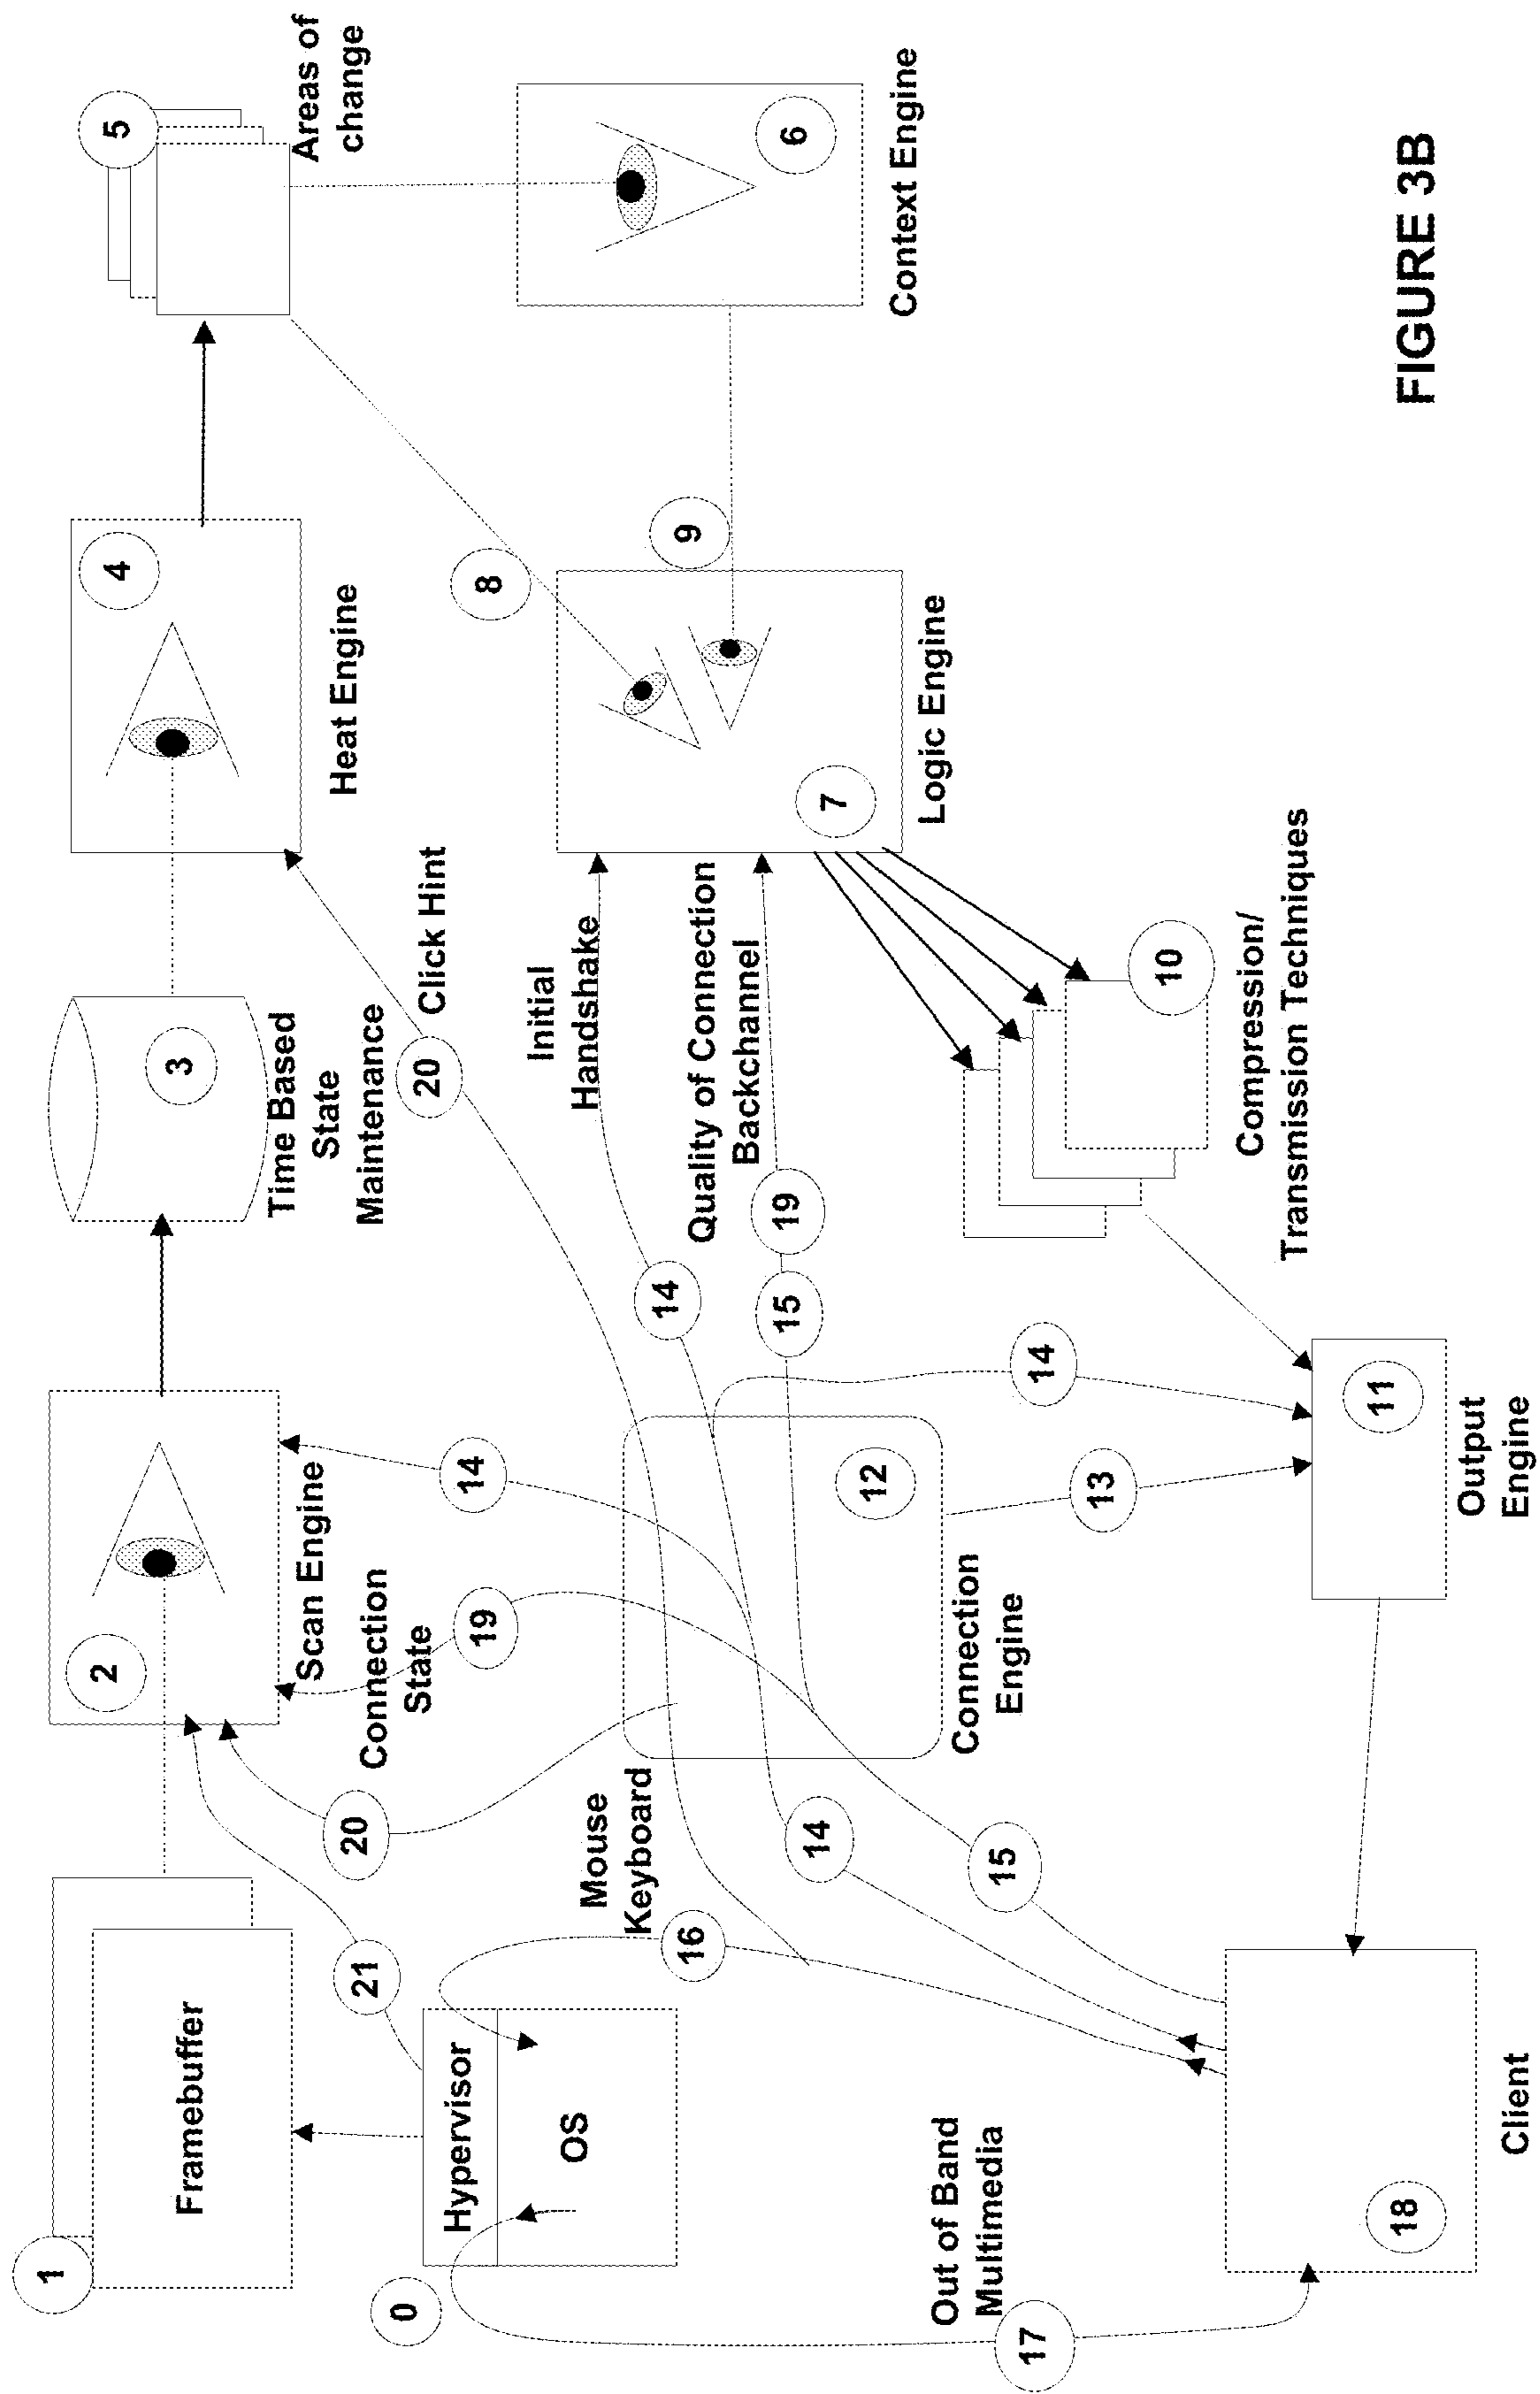 1
Framebuffer
2
Scan Engine
3
Time Based
State
Maintenance
4
Heat Engine
5
Areas of
change
0
Hypervisor
OS
21
20
Connection
State
19
14
20
Click Hint
8
9
6
Context Engine
Mouse
Keyboard
16
14
15
12
Connection
Engine
14
Initial
Handshake
Quality of Connection
Backchannel
15
19
7
Logic Engine
10
Compression/
Transmission Techniques
14
13
11
Output
Engine
Out of Band
Multimedia
17
18
Client
FIGURE 3B